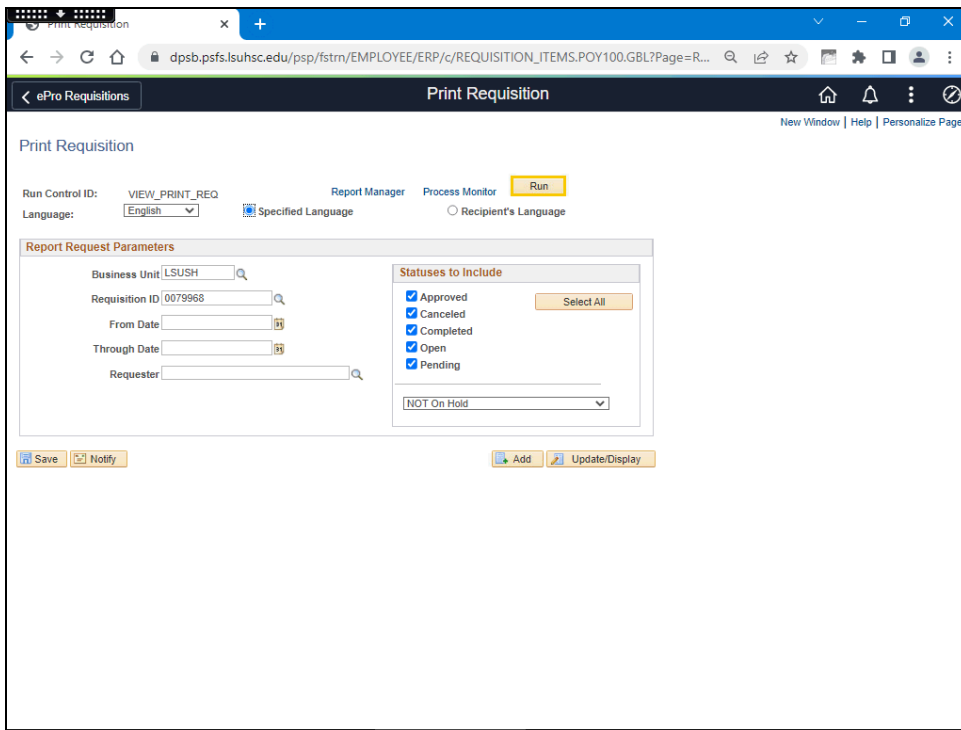 Print Requisition
dpsb.psfs.lsuhsc.edu/psp/fstrn/EMPLOYEE/ERP/c/REQUISITION_ITEMS.POY100.GBL?Page=R...
ePro Requisitions
Print Requisition
New Window | Help | Personalize Page
Print Requisition
Run Control ID: VIEW_PRINT_REQ Report Manager Process Monitor Run
Language: English Specified Language Recipient's Language
Report Request Parameters
Business Unit LSUSH
Requisition ID 0079968
From Date
Through Date
Requester
Statuses to Include
Approved
Select All
Canceled
Completed
Open
Pending
NOT On Hold
Save Notify Add Update/Display